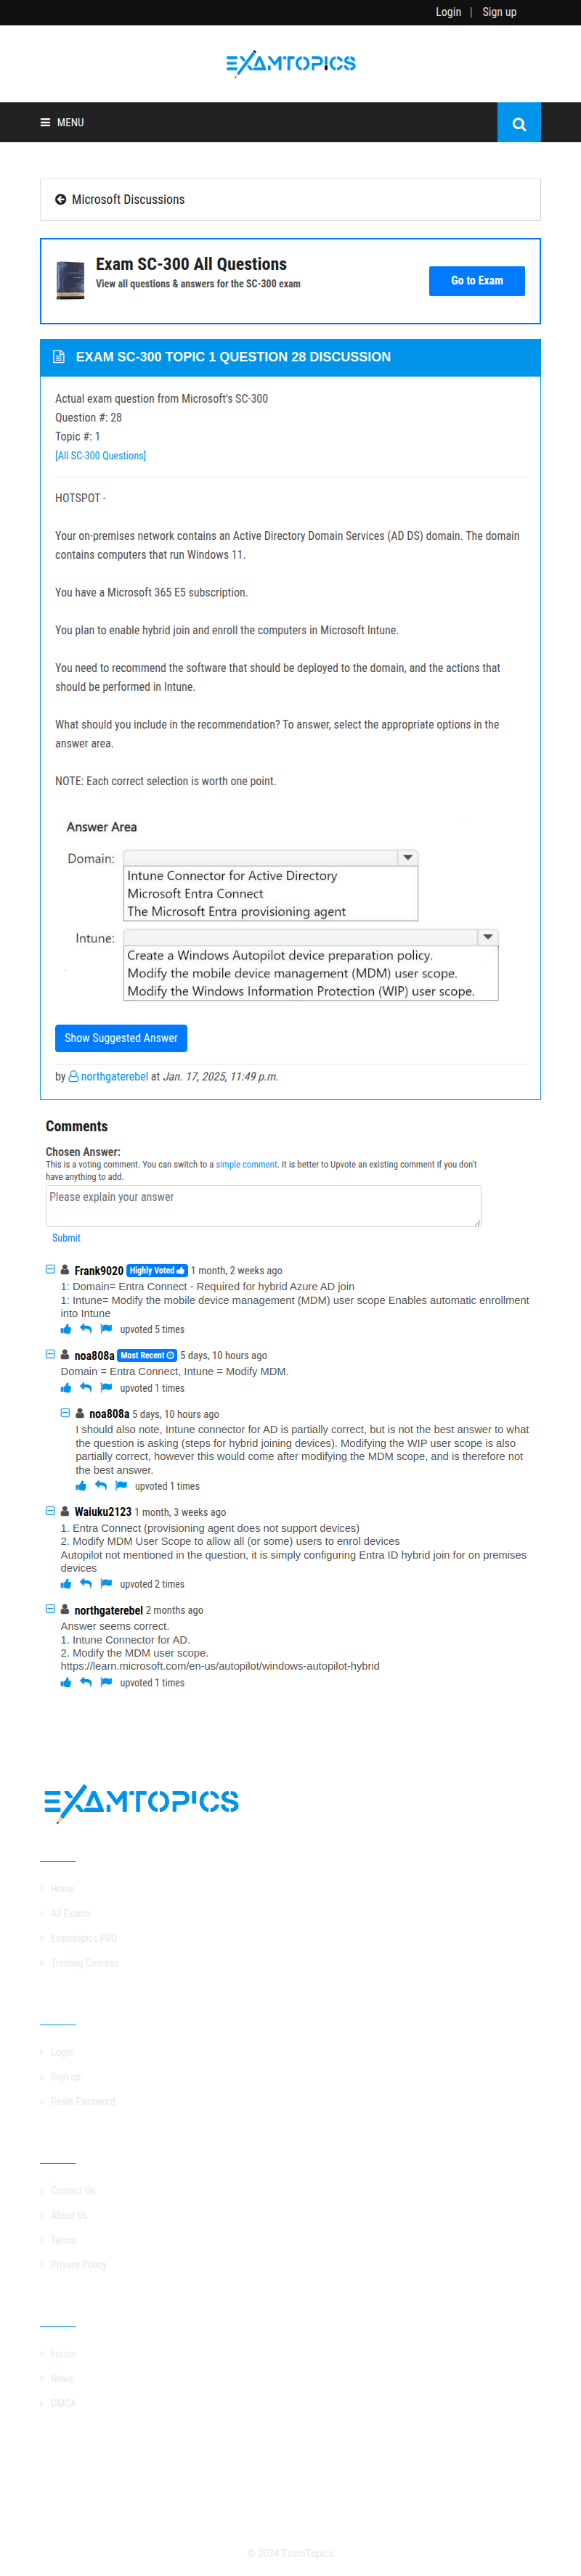 Login | Sign up
EXAMTOPICS
MENU
Microsoft Discussions
Exam SC-300 All Questions
View all questions & answers for the SC-300 exam
Go to Exam
EXAM SC-300 TOPIC 1 QUESTION 28 DISCUSSION
Actual exam question from Microsoft's SC-300
Question #: 28
Topic #: 1
[All SC-300 Questions]
HOTSPOT -
Your on-premises network contains an Active Directory Domain Services (AD DS) domain. The domain
contains computers that run Windows 11.
You have a Microsoft 365 E5 subscription.
You plan to enable hybrid join and enroll the computers in Microsoft Intune.
You need to recommend the software that should be deployed to the domain, and the actions that
should be performed in Intune.
What should you include in the recommendation? To answer, select the appropriate options in the
answer area.
NOTE: Each correct selection is worth one point.
Answer Area
Domain:
Intune Connector for Active Directory
Microsoft Entra Connect
The Microsoft Entra provisioning agent
Intune:
Create a Windows Autopilot device preparation policy.
Modify the mobile device management (MDM) user scope.
Modify the Windows Information Protection (WIP) user scope.
Show Suggested Answer
by northgaterebel at Jan. 17, 2025, 11:49 p.m.
Comments
Chosen Answer:
This is a voting comment. You can switch to a simple comment. It is better to Upvote an existing comment if you don't
have anything to add.
Please explain your answer
Submit
Frank9020 Highly Voted 1 month, 2 weeks ago
1: Domain= Entra Connect - Required for hybrid Azure AD join
1: Intune= Modify the mobile device management (MDM) user scope Enables automatic enrollment
into Intune
upvoted 5 times
noa808a Most Recent 5 days, 10 hours ago
Domain = Entra Connect, Intune = Modify MDM.
upvoted 1 times
noa808a 5 days, 10 hours ago
I should also note, Intune connector for AD is partially correct, but is not the best answer to what
the question is asking (steps for hybrid joining devices). Modifying the WIP user scope is also
partially correct, however this would come after modifying the MDM scope, and is therefore not
the best answer.
upvoted 1 times
Waiuku2123 1 month, 3 weeks ago
1. Entra Connect (provisioning agent does not support devices)
2. Modify MDM User Scope to allow all (or some) users to enrol devices
Autopilot not mentioned in the question, it is simply configuring Entra ID hybrid join for on premises
devices
upvoted 2 times
northgaterebel 2 months ago
Answer seems correct.
1. Intune Connector for AD.
2. Modify the MDM user scope.
https://learn.microsoft.com/en-us/autopilot/windows-autopilot-hybrid
upvoted 1 times
EXAMTOPICS
Home
All Exams
Examtopics PRO
Training Courses
Login
Sign up
Reset Password
Contact Us
About Us
Terms
Privacy Policy
Forum
News
DMCA
© 2024 ExamTopics